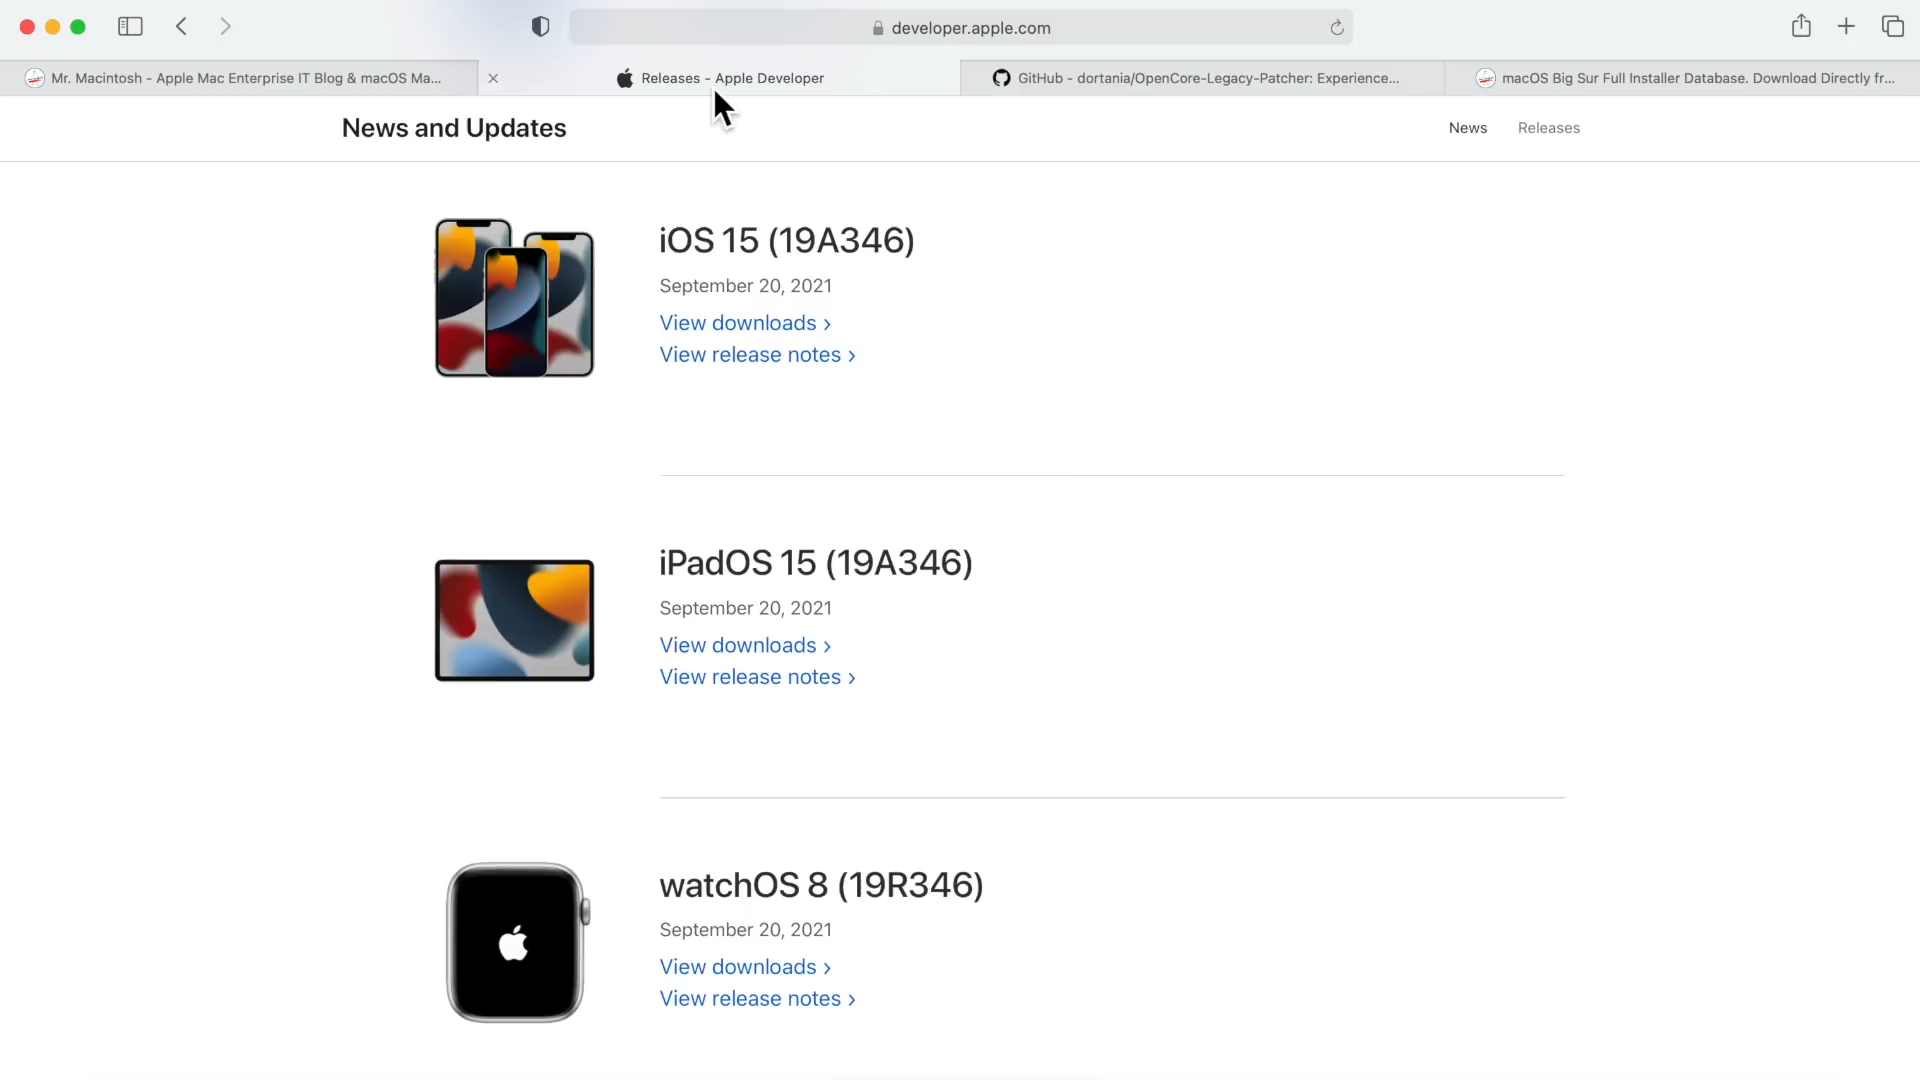 developer.apple.com
Mr. Macintosh - Apple Mac Enterprise IT Blog & macOS Ma...
Releases - Apple Developer
GitHub - dortania/OpenCore-Legacy-Patcher: Experience...
macOS Big Sur Full Installer Database. Download Directly fr...
News and Updates
News
Releases
iOS 15 (19A346)
September 20, 2021
View downloads ›
View release notes ›
iPadOS 15 (19A346)
September 20, 2021
View downloads ›
View release notes ›
watchOS 8 (19R346)
September 20, 2021
View downloads ›
View release notes ›